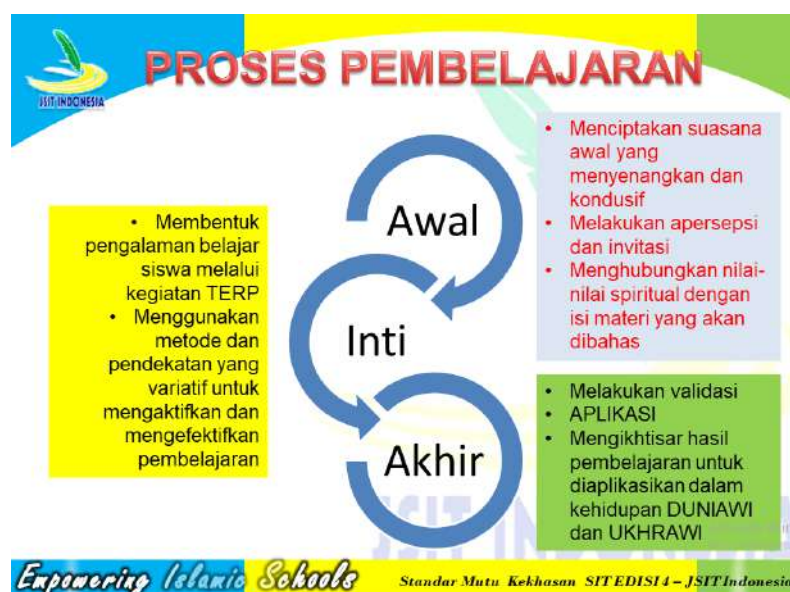 JSIT INDONESIA
PROSES PEMBELAJARAN
Awal
• Menciptakan suasana
awal yang
menyenangkan dan
kondusif
• Melakukan apersepsi
dan invitasi
• Menghubungkan nilai-
nilai spiritual dengan
isi materi yang akan
dibahas
Inti
• Membentuk
pengalaman belajar
siswa melalui
kegiatan TERP
• Menggunakan
metode dan
pendekatan yang
variatif untuk
mengaktifkan dan
mengefektifkan
pembelajaran
Akhir
• Melakukan validasi
• APLIKASI
• Mengikhtisar hasil
pembelajaran untuk
diaplikasikan dalam
kehidupan DUNIAWI
dan UKHRAWI
Empowering Islamic Schools
Standar Mutu Kekhasan SIT EDISI 4 – JSIT Indonesia